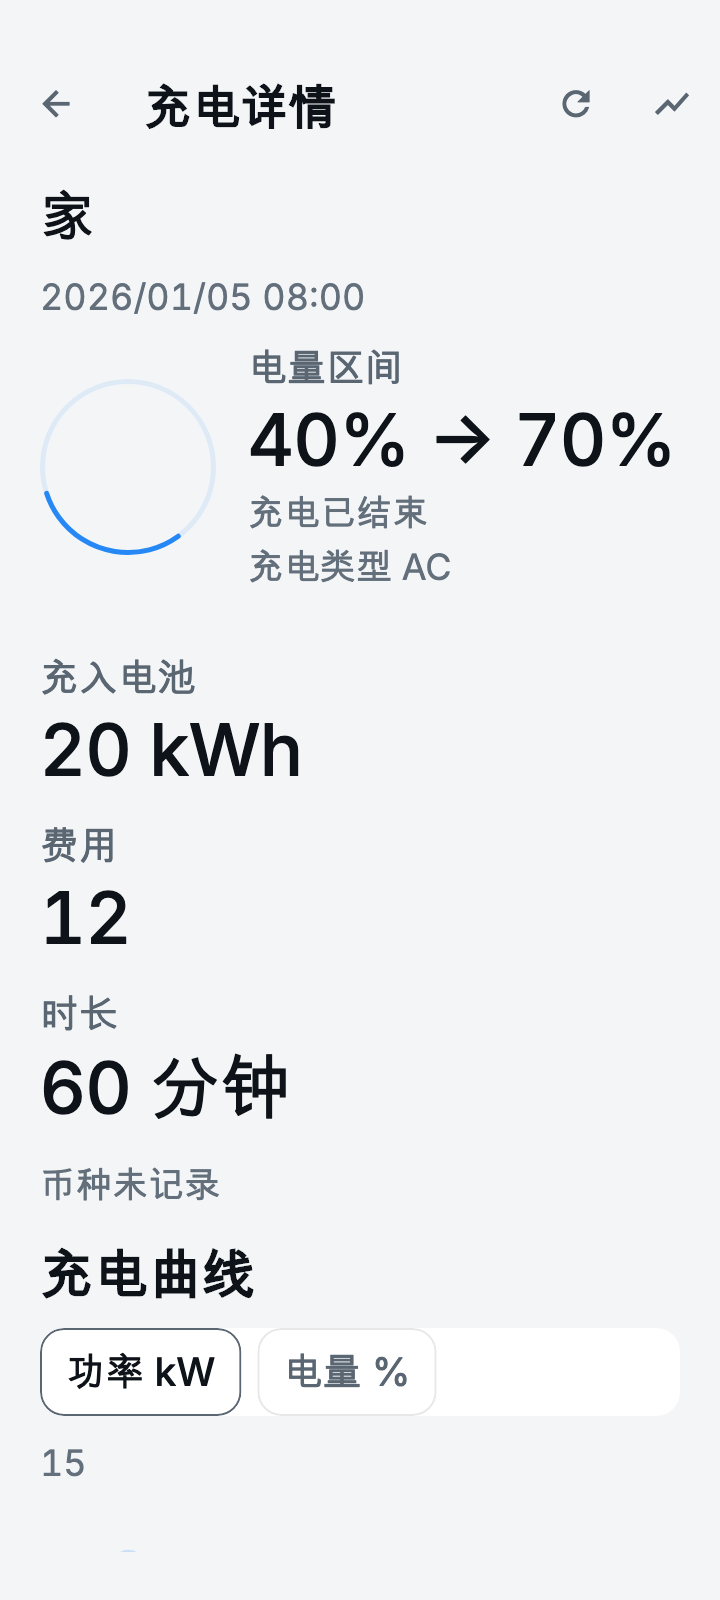 充电详情
家
2026/01/05 08:00
电量区间
40% → 70%
充电已结束
充电类型 AC
充入电池
20 kWh
费用
12
时长
60 分钟
币种未记录
充电曲线
功率 kW
电量 %
15